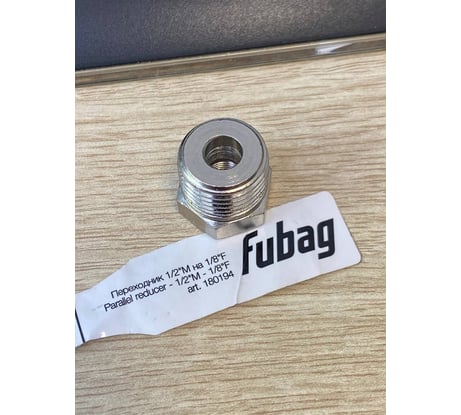 fubag
Переходник 1/2"M на 1/8"F
Parallel reducer - 1/2"M - 1/8"F
art. 180194